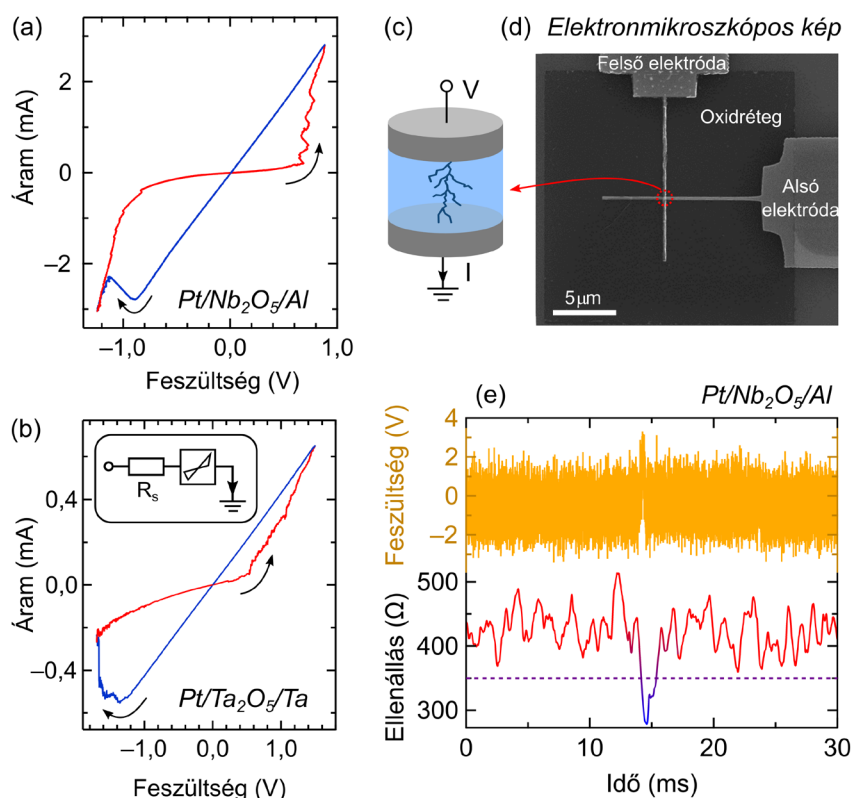 (a)
Áram (mA)
2
0
−2
−1,0
0,0
1,0
Feszültség (V)
Pt/Nb₂O₅/Al
(c)
V
I
(d) Elektronmikroszkópos kép
Felső elektróda
Oxidréteg
Alsó
elektróda
5μm
(b)
Rₛ
Áram (mA)
0,4
0,0
−0,4
−1,0
0,0
1,0
Feszültség (V)
Pt/Ta₂O₅/Ta
(e)
Pt/Nb₂O₅/Al
Feszültség (V)
4
2
0
−2
Ellenállás (Ω)
500
400
300
0
10
20
30
Idő (ms)